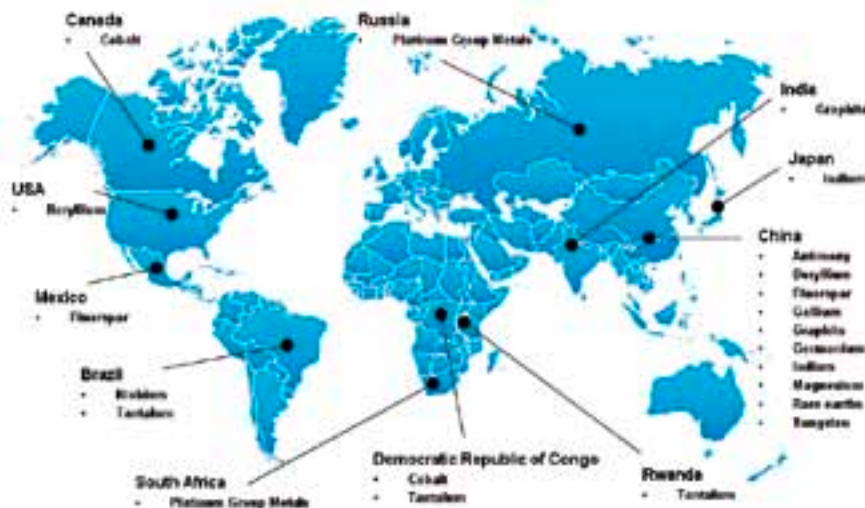 Canada
• Cobalt
Russia
• Platinum Group Metals
India
• Graphite
Japan
• Indium
USA
• Beryllium
China
• Antimony
• Beryllium
• Fluorspar
• Gallium
• Graphite
• Germanium
• Indium
• Magnesium
• Rare earths
• Tungsten
Mexico
• Fluorspar
Brazil
• Niobium
• Tantalum
South Africa
• Platinum Group Metals
Democratic Republic of Congo
• Cobalt
• Tantalum
Rwanda
• Tantalum